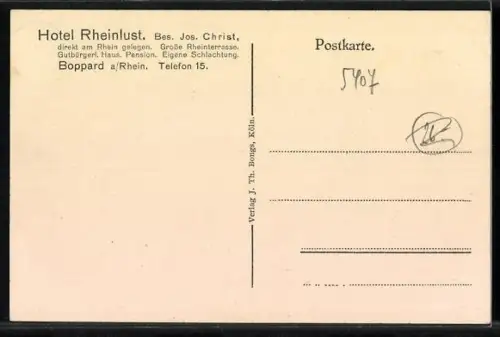 Hotel Rheinlust. Bes. Jos. Christ,
direkt am Rhein gelegen. Große Rheinterrasse.
Gutbürgerl. Haus. Pension. Eigene Schlachtung.
Boppard a/Rhein. Telefon 15.
Postkarte.
5407
Verlag J. Th. Bongs, Köln.